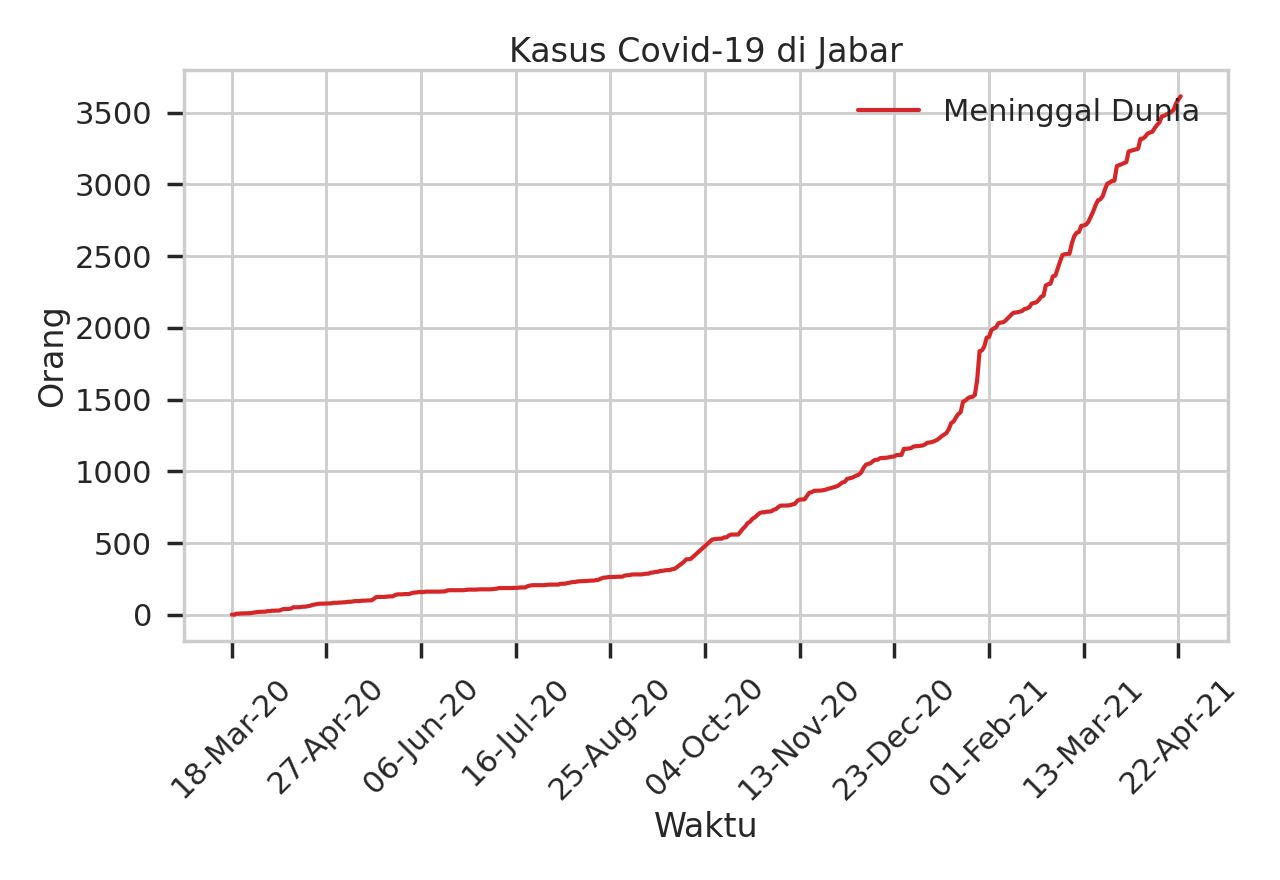 Kasus Covid-19 di Jabar
Meninggal Dunia
Orang
3500
3000
2500
2000
1500
1000
500
0
18-Mar-20
27-Apr-20
06-Jun-20
16-Jul-20
25-Aug-20
04-Oct-20
13-Nov-20
23-Dec-20
01-Feb-21
13-Mar-21
22-Apr-21
Waktu